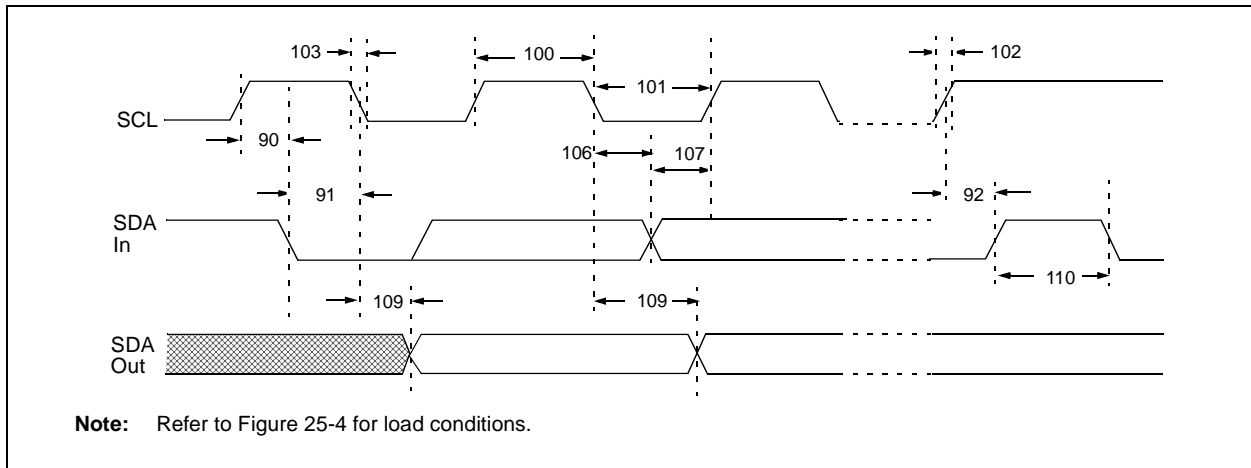 103
100
102
101
SCL
90
106
107
91
92
SDA
In
110
109
109
SDA
Out
Note: Refer to Figure 25-4 for load conditions.